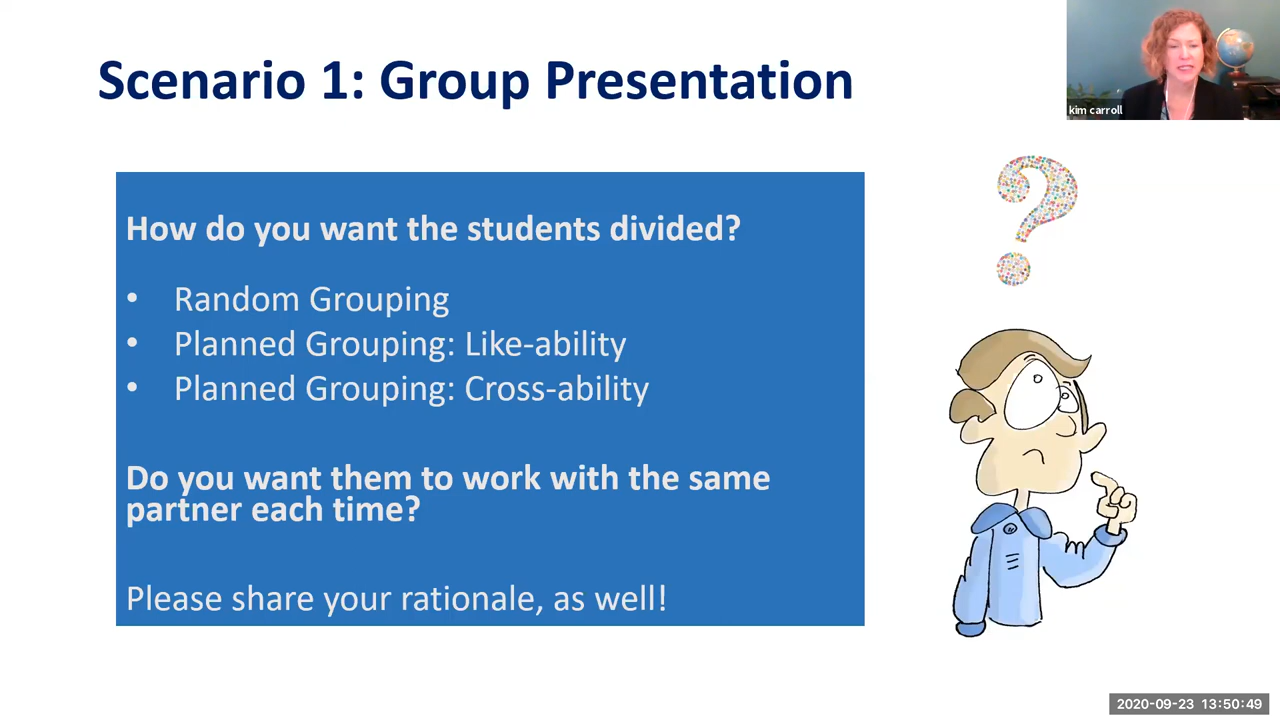 Scenario 1: Group Presentation
kim carroll
How do you want the students divided?
• Random Grouping
• Planned Grouping: Like-ability
• Planned Grouping: Cross-ability
Do you want them to work with the same
partner each time?
Please share your rationale, as well!
2020-09-23 13:50:49